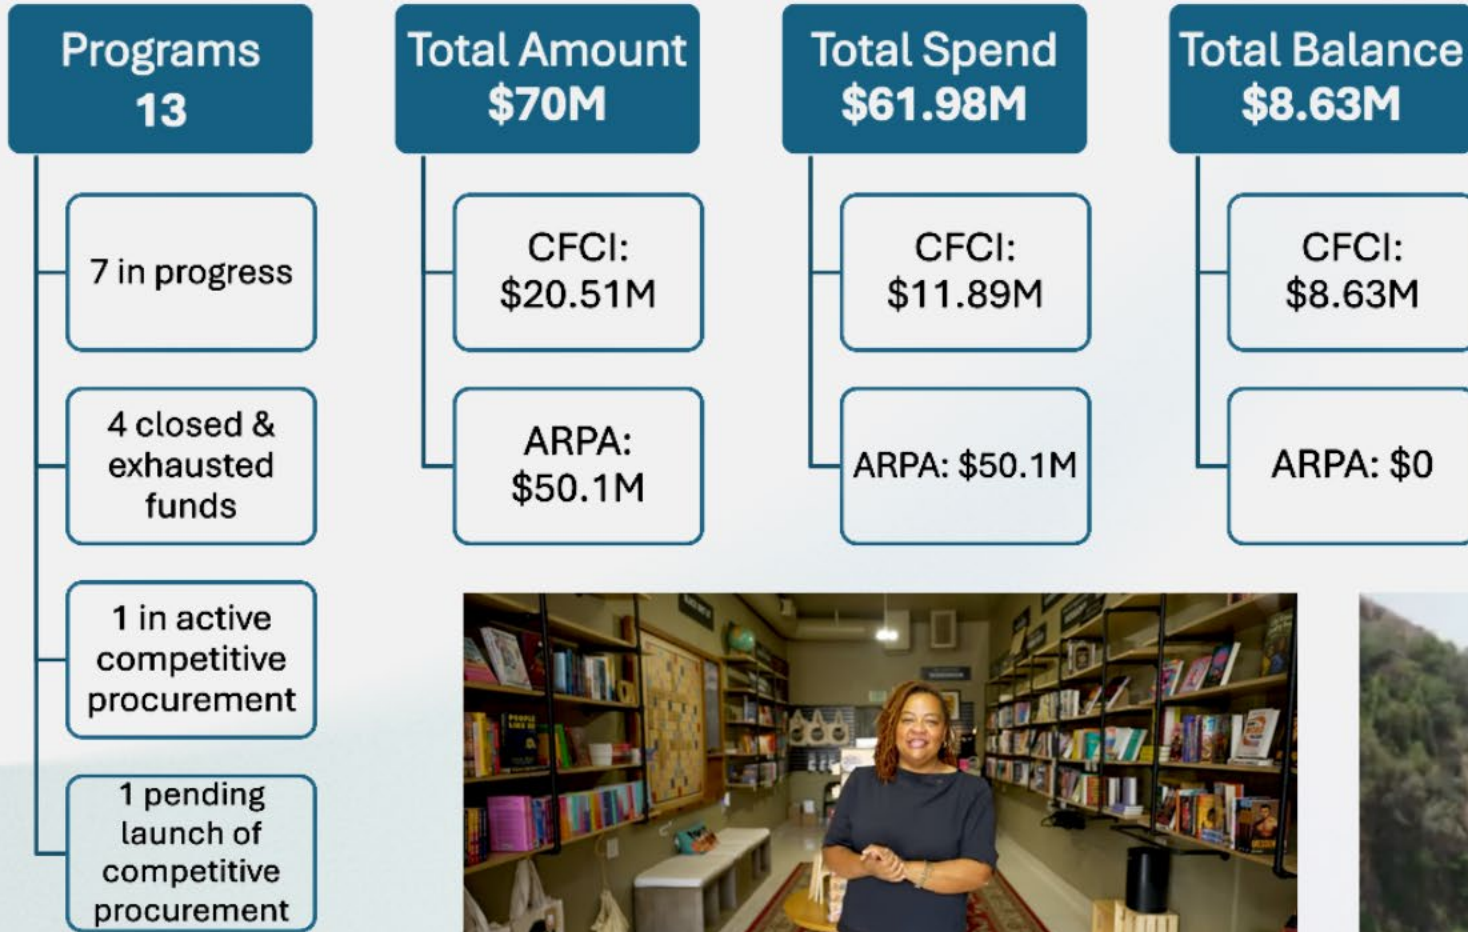 Programs
13
7 in progress
4 closed &
exhausted
funds
1 in active
competitive
procurement
1 pending
launch of
competitive
procurement
Total Amount
$70M
CFCI:
$20.51M
ARPA:
$50.1M
Total Spend
$61.98M
CFCI:
$11.89M
ARPA: $50.1M
Total Balance
$8.63M
CFCI:
$8.63M
ARPA: $0